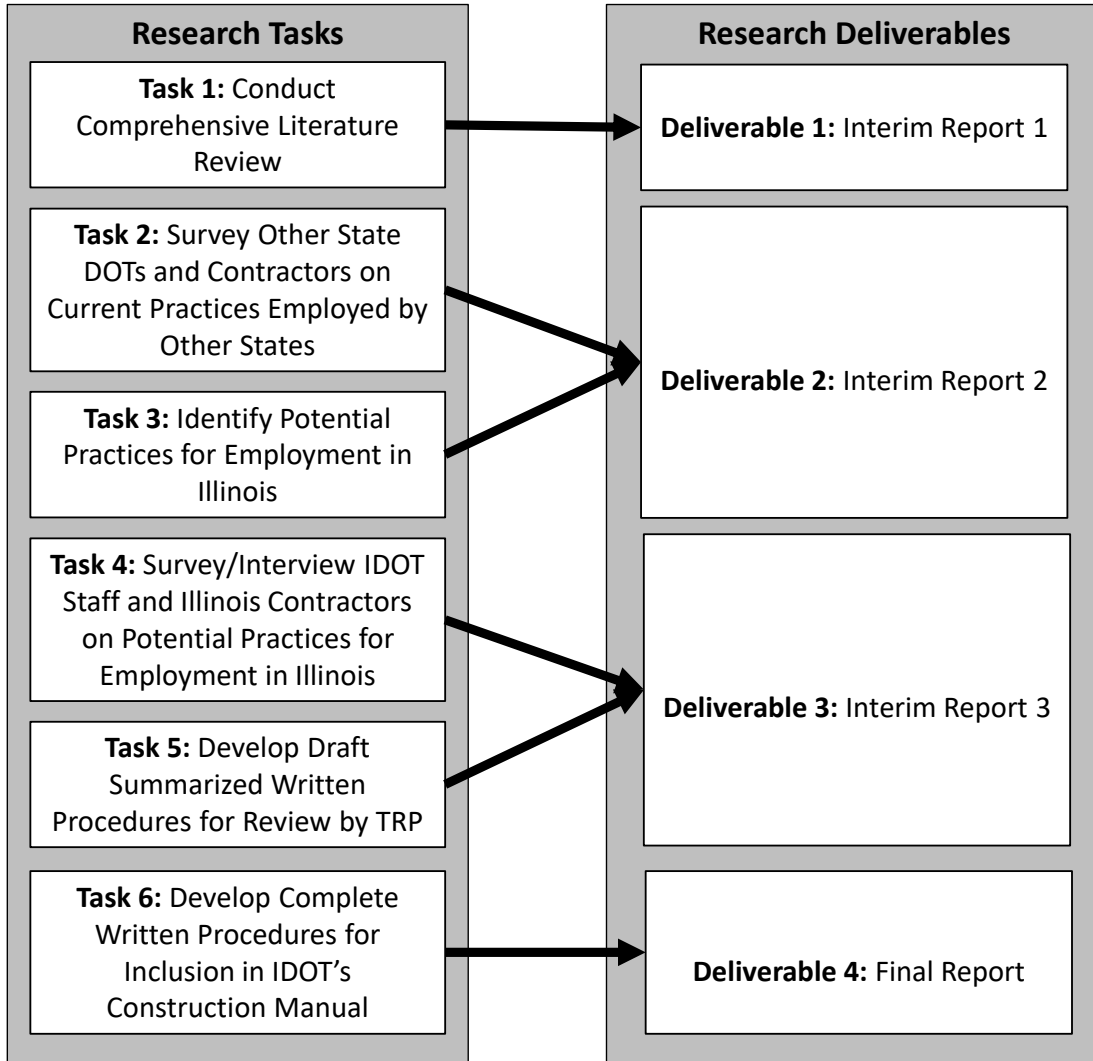 Research Tasks
Task 1: Conduct
Comprehensive Literature
Review
Task 2: Survey Other State
DOTs and Contractors on
Current Practices Employed by
Other States
Task 3: Identify Potential
Practices for Employment in
Illinois
Task 4: Survey/Interview IDOT
Staff and Illinois Contractors
on Potential Practices for
Employment in Illinois
Task 5: Develop Draft
Summarized Written
Procedures for Review by TRP
Task 6: Develop Complete
Written Procedures for
Inclusion in IDOT’s
Construction Manual
Research Deliverables
Deliverable 1: Interim Report 1
Deliverable 2: Interim Report 2
Deliverable 3: Interim Report 3
Deliverable 4: Final Report